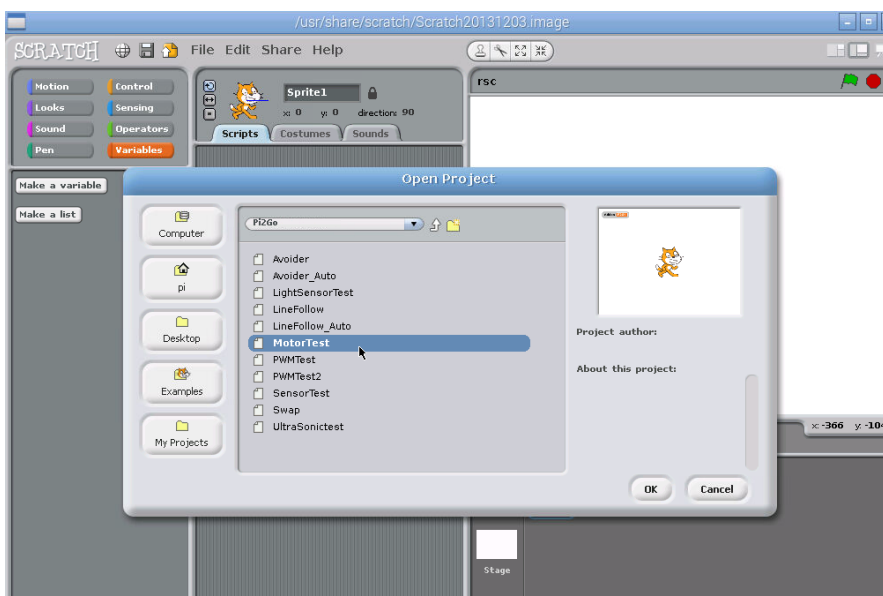 /usr/share/scratch/Scratch20131203.image
SCRATCH File Edit Share Help
Motion Control
Looks Sensing
Sound Operators
Pen Variables
Sprite1
x: 0 y: 0 direction: 90
Scripts Costumes Sounds
rsc
Make a variable
Make a list
Open Project
Computer
pi
Desktop
Examples
My Projects
Pi2Go
Avoider
Avoider_Auto
LightSensorTest
LineFollow
LineFollow_Auto
MotorTest
PWMTest
PWMTest2
SensorTest
Swap
UltraSonictest
Project author:
About this project:
OK Cancel
x: -366 y: -104
Stage